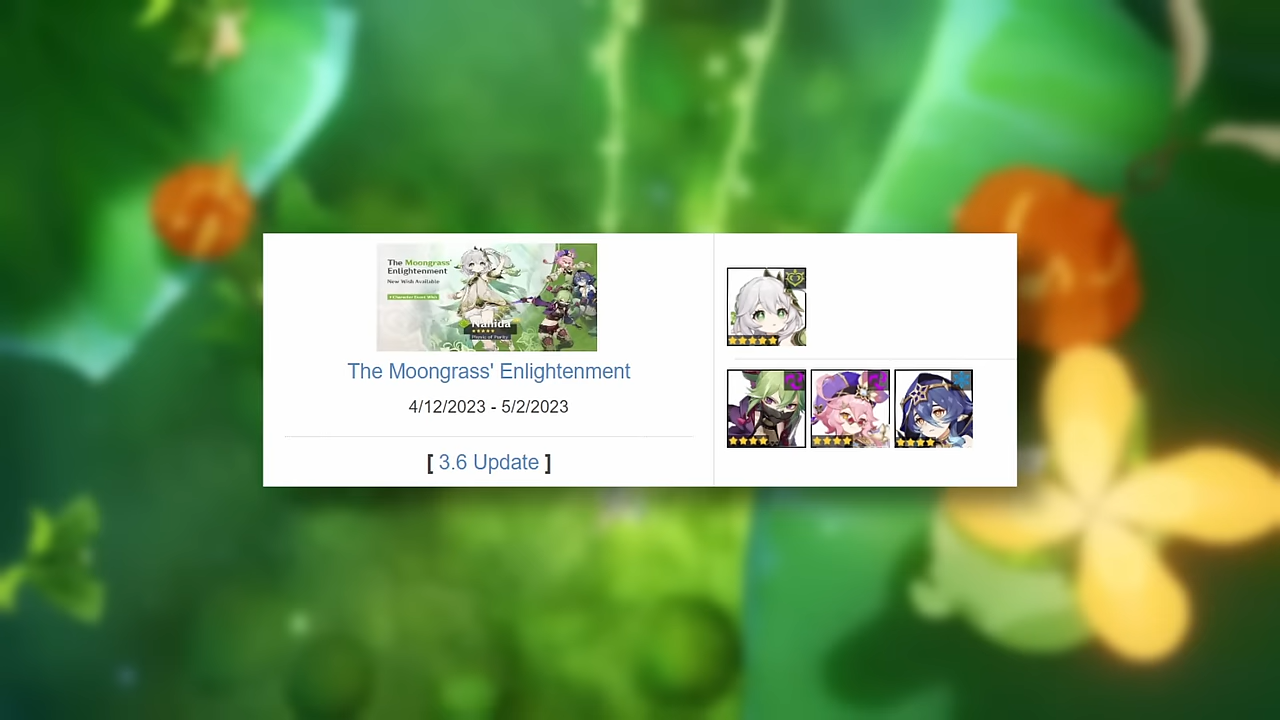 The Moongrass'
Enlightenment
New Wish Available
Nahida
The Moongrass' Enlightenment
4/12/2023 - 5/2/2023
[ 3.6 Update ]